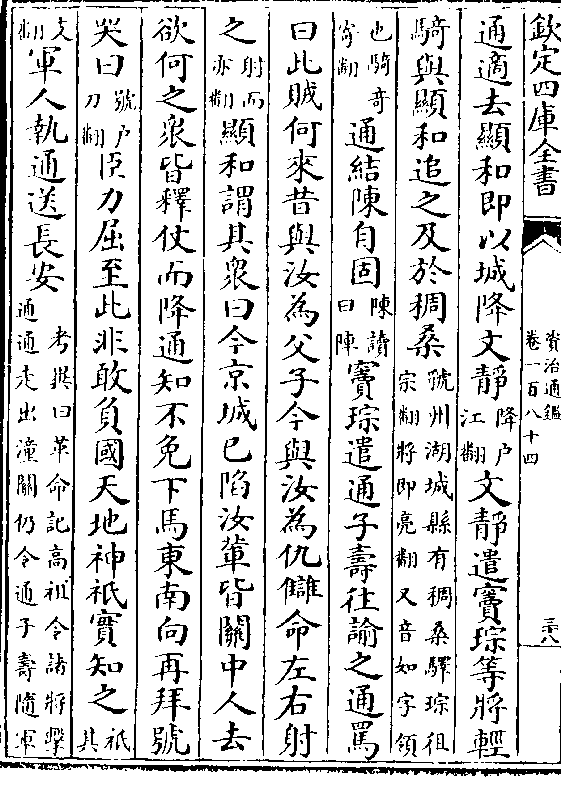 欽定四庫全書
資治通鑑
卷一百八十四
三十八
通適去顯和即以城降文靜降户江翻文靜遣竇琮等將輕
騎與顯和追之及於稠桑虢州湖城縣有稠桑驛琮徂宗翻將即亮翻又音如字領
也騎奇寄翻通結陳自固陳讀曰陣竇琮遣通子壽往諭之通罵
曰此賊何來昔與汝為父子今與汝為仇讎命左右射
之射而亦翻顯和謂其衆曰今京城已陷汝輩皆關中人去
欲何之衆皆釋仗而降通知不免下馬東南向再拜號
哭曰號户刀翻臣力屈至此非敢負國天地神祇實知之祇其
支翻軍人執通送長安考異曰革命記高祖令諸將擊通通走出潼關仍令通子壽隨軍